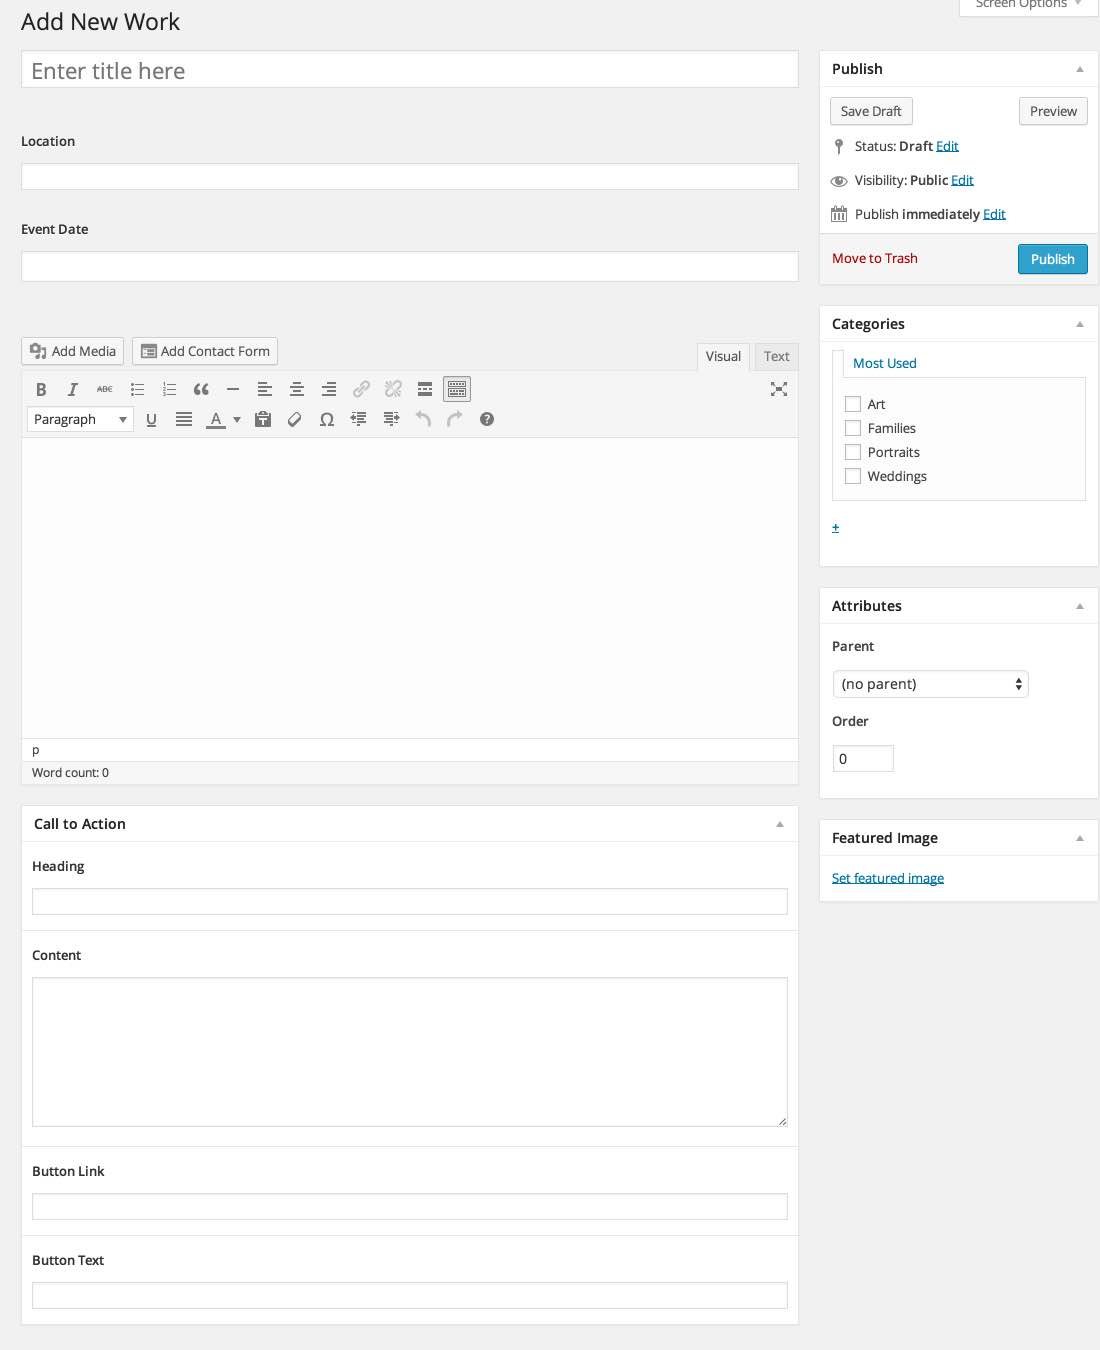 Screen Options
Add New Work
Enter title here
Location
Event Date
Add Media
Add Contact Form
Visual
Text
B I ABC
Paragraph
U
A
Ω
?
p
Word count: 0
Call to Action
Heading
Content
Button Link
Button Text
Publish
Save Draft
Preview
Status: Draft Edit
Visibility: Public Edit
Publish immediately Edit
Move to Trash
Publish
Categories
Most Used
Art
Families
Portraits
Weddings
+
Attributes
Parent
(no parent)
Order
0
Featured Image
Set featured image